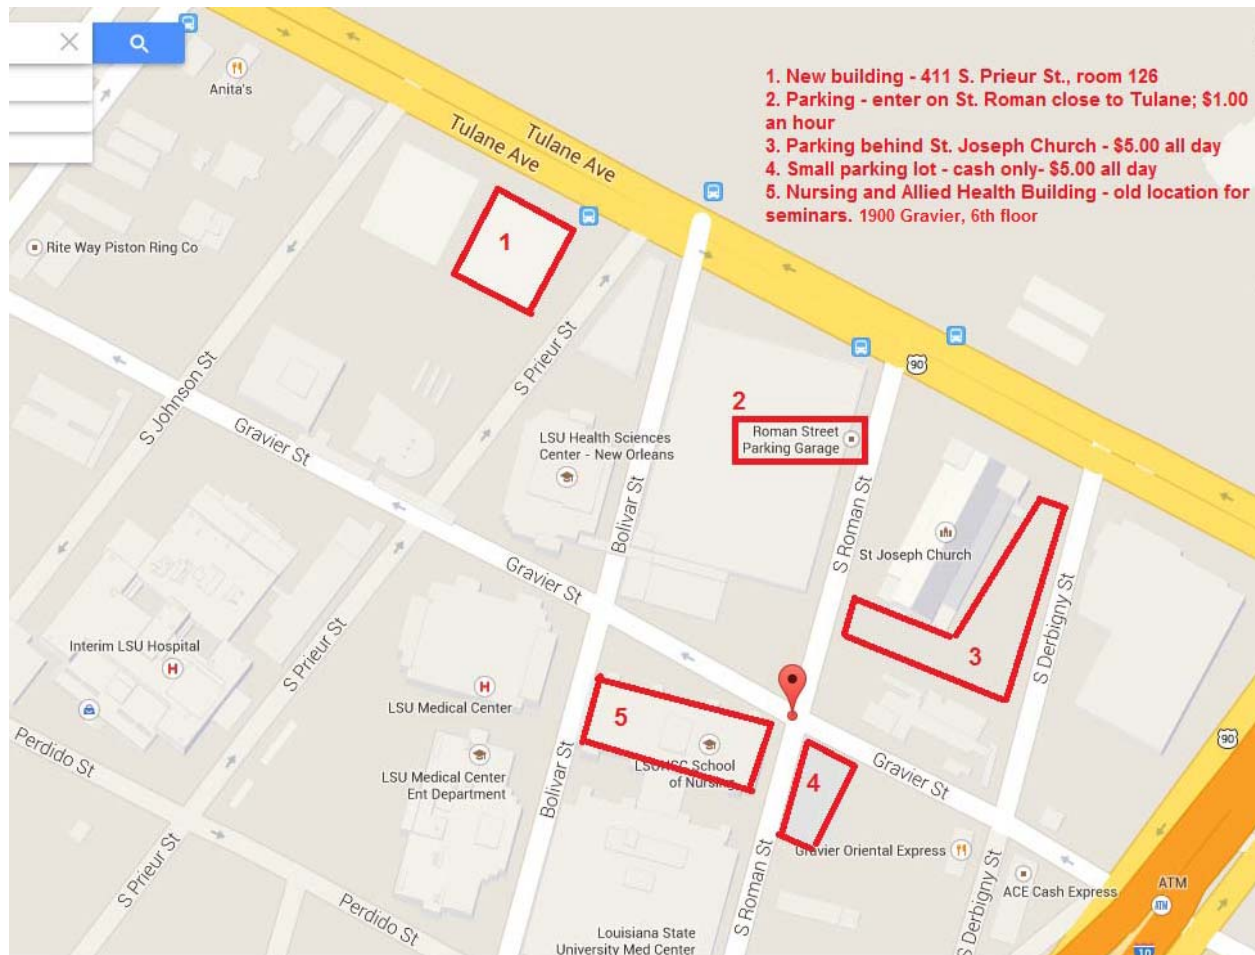 Anita's
Tulane Ave
Tulane Ave
1. New building - 411 S. Prieur St., room 126
2. Parking - enter on St. Roman close to Tulane; $1.00
an hour
3. Parking behind St. Joseph Church - $5.00 all day
4. Small parking lot - cash only- $5.00 all day
5. Nursing and Allied Health Building - old location for
seminars. 1900 Gravier, 6th floor
1
Rite Way Piston Ring Co
S Prieur St
S Johnson St
90
2
Roman Street
Parking Garage
Gravier St
LSU Health Sciences
Center - New Orleans
Bolivar St
S Roman St
St Joseph Church
Gravier St
S Derbigny St
3
Interim LSU Hospital
H
S Prieur St
H
LSU Medical Center
5
LSUHSC School
of Nursing
90
Perdido St
LSU Medical Center
Ent Department
Bolivar St
4
Gravier St
Gravier Oriental Express
S Prieur St
S Roman St
S Derbigny St
ACE Cash Express
ATM
ATM
Perdido St
Louisiana State
University Med Center
10